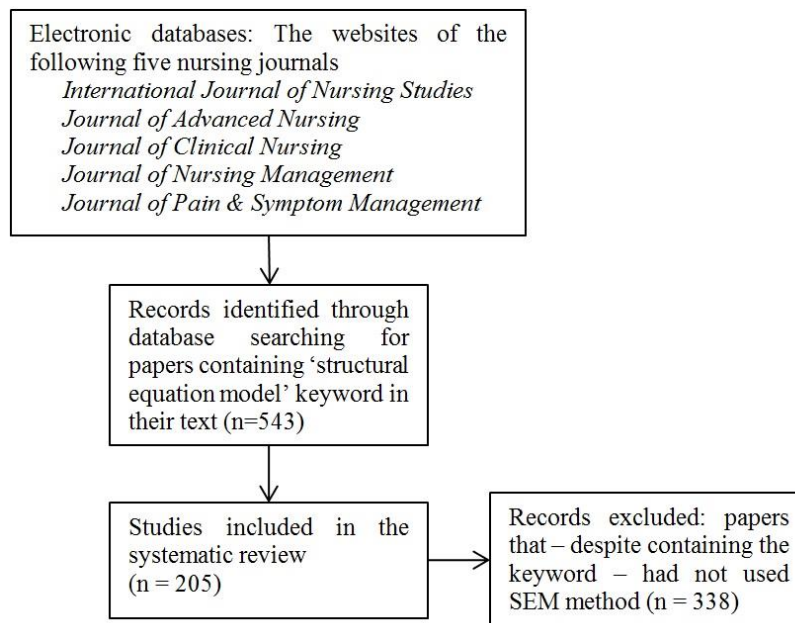 Electronic databases: The websites of the
following five nursing journals
International Journal of Nursing Studies
Journal of Advanced Nursing
Journal of Clinical Nursing
Journal of Nursing Management
Journal of Pain & Symptom Management
Records identified through
database searching for
papers containing ‘structural
equation model’ keyword in
their text (n=543)
Studies included in the
systematic review
(n = 205)
Records excluded: papers
that – despite containing the
keyword – had not used
SEM method (n = 338)